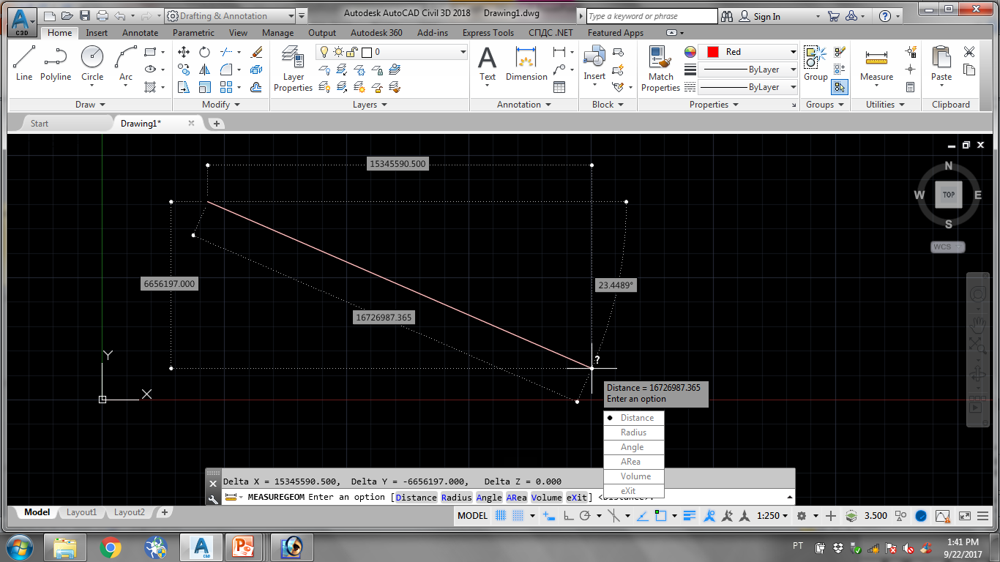 C3D
Drafting & Annotation
Autodesk AutoCAD Civil 3D 2018 Drawing1.dwg
Type a keyword or phrase
Sign In
Home Insert Annotate Parametric View Manage Output Autodesk 360 Add-ins Express Tools СПДС .NET Featured Apps
0
Red
ByLayer
ByLayer
Line Polyline Circle Arc
Layer Properties
Text Dimension
Insert
Match Properties
Group
Measure
Paste
Draw Modify Layers Annotation Block Properties Groups Utilities Clipboard
Start Drawing1*
15345590.500
N
W TOP E
S
WCS
6656197.000
23.4489°
16726987.365
Y
X
?
Distance = 16726987.365
Enter an option
Distance
Radius
Angle
ARea
Volume
eXit
Delta X = 15345590.500, Delta Y = -6656197.000, Delta Z = 0.000
MEASUREGEOM Enter an option [Distance Radius Angle ARea Volume eXit] <Distance>:
Model Layout1 Layout2
MODEL 1:250 3.500
C3D
PT
1:41 PM
9/22/2017